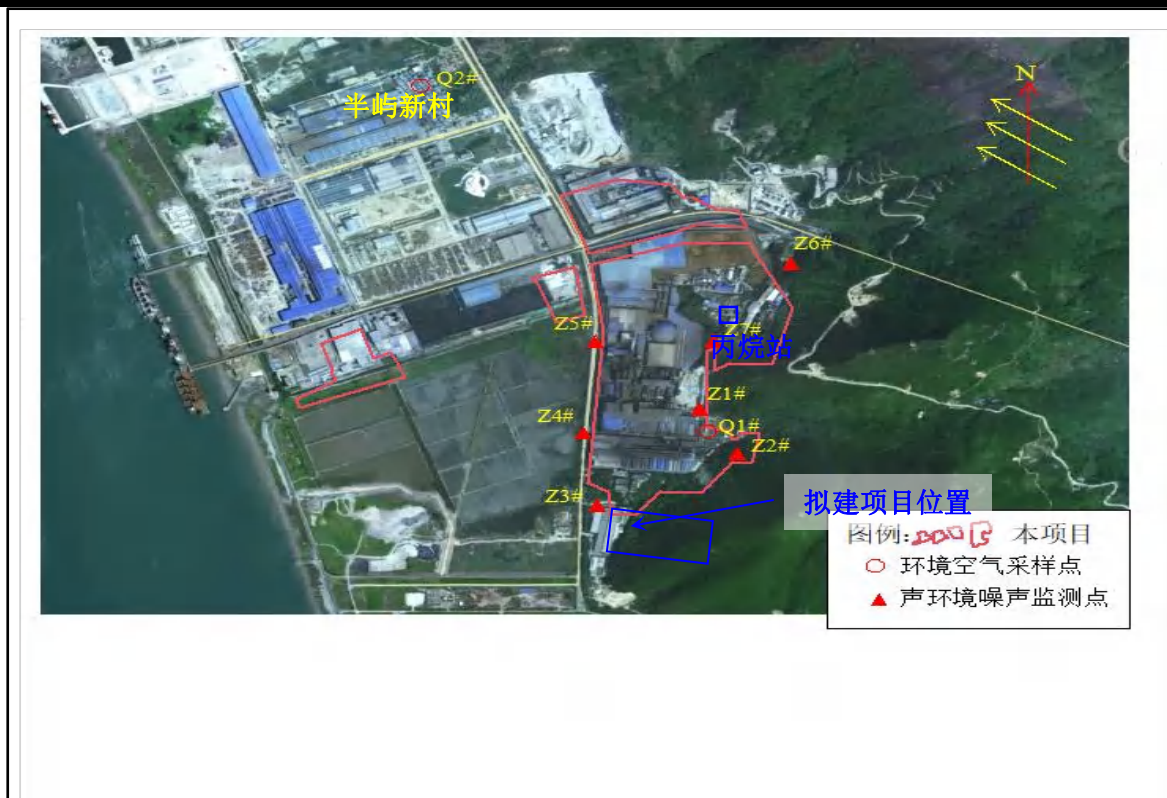 Q2#
半屿新村
N
Z6#
Z7#
Z5#
丙烷站
Z1#
Z4#
Q1#
Z2#
Z3#
拟建项目位置
图例: 本项目
环境空气采样点
声环境噪声监测点